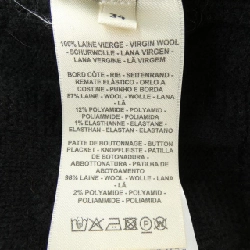 34
100% LAINE VIERGE - VIRGIN WOOL
- SCHURWOLLE - LANA VIRGEN -
LANA VERGINE - LÃ VIRGEM -
BORD CÔTE - RIB - SEITENRAND -
REMATE ELÁSTICO - ORLO A
COSTINE - PUNHO E BORDA
87% LAINE - WOOL - WOLLE - LANA
- LÃ
12% POLYAMIDE - POLYAMID -
POLIAMMIDE - POLIAMIDA
1% ELASTHANNE - ELASTANE -
ELASTHAN - ELASTAN - ELASTANO
PATTE DE BOUTONNAGE - BUTTON
PLACKET - KNOPFLEISTE - PATILLA
DE BOTONADURA -
ABBOTTONATURA - PATILHA DE
ABOTOAMENTO
98% LAINE - WOOL - WOLLE - LANA
- LÃ
2% POLYAMIDE - POLYAMID -
POLIAMMIDE - POLIAMIDA